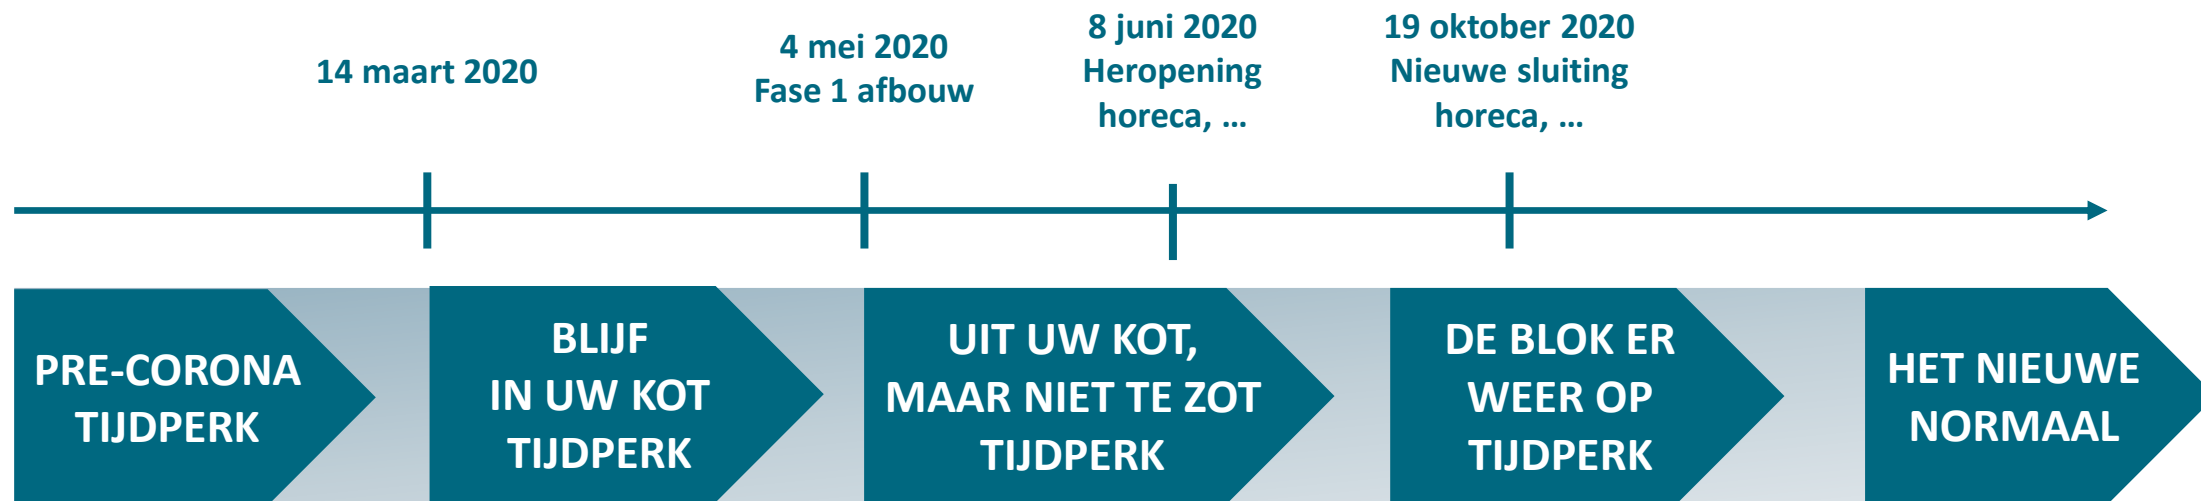 14 maart 2020
4 mei 2020
Fase 1 afbouw
8 juni 2020
Heropening
horeca, ...
19 oktober 2020
Nieuwe sluiting
horeca, ...
PRE-CORONA
TIJDPERK
BLIJF
IN UW KOT
TIJDPERK
UIT UW KOT,
MAAR NIET TE ZOT
TIJDPERK
DE BLOK ER
WEER OP
TIJDPERK
HET NIEUWE
NORMAAL